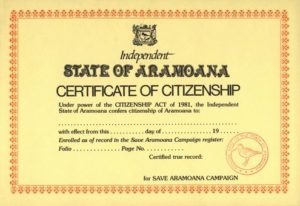 Independent
STATE OF ARAMOANA
CERTIFICATE OF CITIZENSHIP
Under power of the CITIZENSHIP ACT of 1981, the Independent
State of Aramoana confers citizenship of Aramoana to:
with effect from this ............ day of ............ 19 ............
Enrolled as of record in the Save Aramoana Campaign register:
Folio ............ Page No. ............
Certified true record:
for SAVE ARAMOANA CAMPAIGN